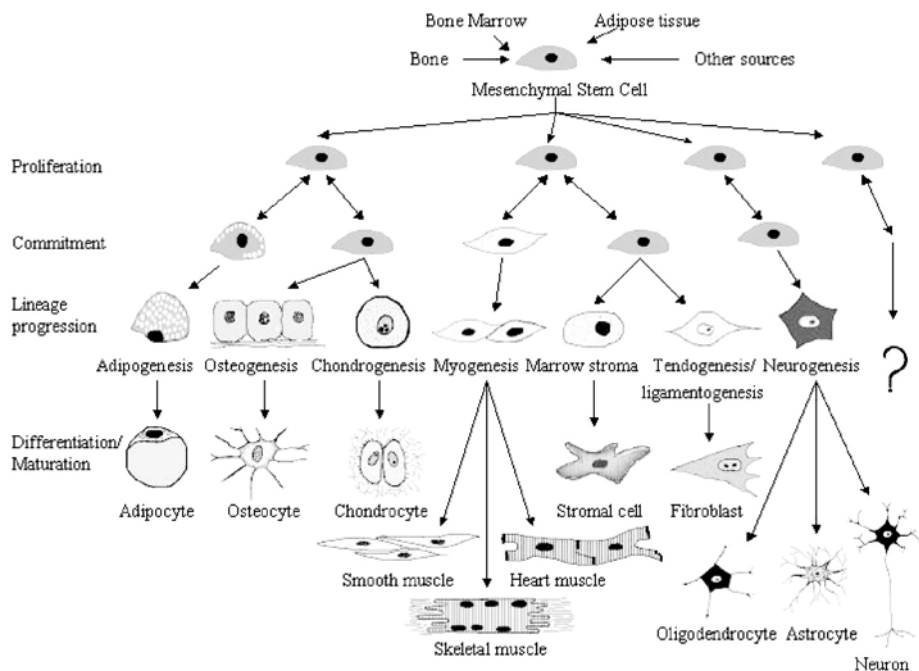 Bone Marrow
Adipose tissue
Bone
Other sources
Mesenchymal Stem Cell
Proliferation
Commitment
Lineage
progression
Adipogenesis
Osteogenesis
Chondrogenesis
Myogenesis
Marrow stroma
Tendogenesis/
ligamentogenesis
Neurogenesis
?
Differentiation/
Maturation
Adipocyte
Osteocyte
Chondrocyte
Stromal cell
Fibroblast
Smooth muscle
Heart muscle
Skeletal muscle
Oligodendrocyte
Astrocyte
Neuron